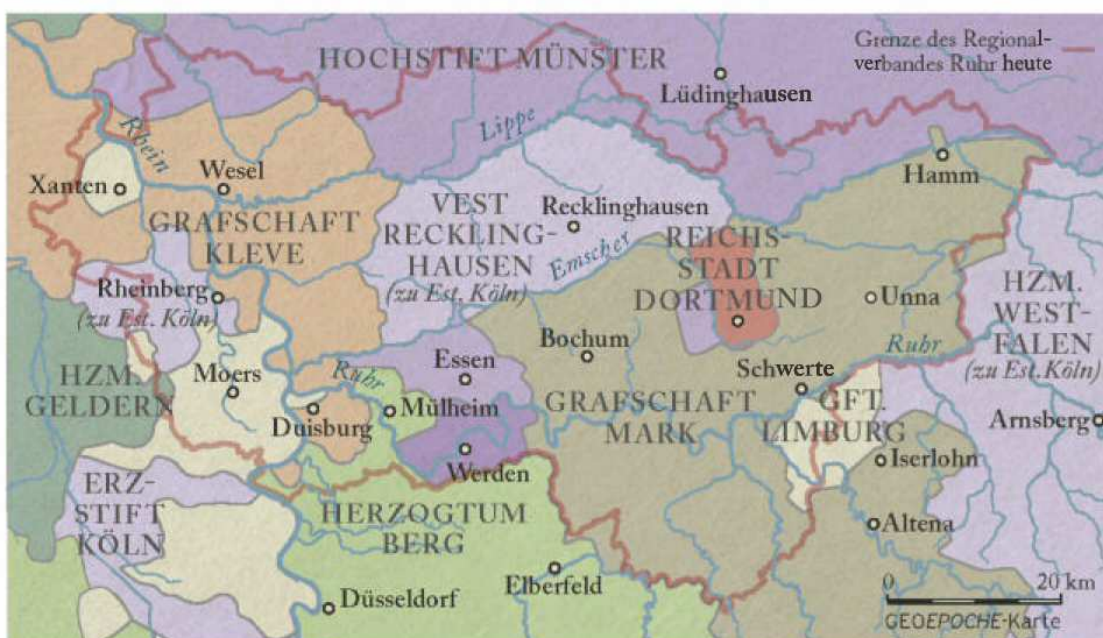 HOCHSTIFT MÜNSTER
Grenze des Regional-
verbandes Ruhr heute
Lüdinghausen
Rhein
Lippe
Xanten
Wesel
Hamm
GRAFSCHAFT
KLEVE
VEST
RECKLING-
HAUSEN
(zu Est. Köln)
Recklinghausen
Emscher
REICHS-
STADT
DORTMUND
HZM.
WEST-
FALEN
(zu Est. Köln)
Rheinberg
(zu Est. Köln)
Unna
Bochum
Ruhr
Essen
Schwerte
HZM.
GELDERN
Moers
Ruhr
Duisburg
Mülheim
GRAFSCHAFT
MARK
GFT.
LIMBURG
Arnsberg
Werden
Iserlohn
ERZ-
STIFT
KÖLN
HERZOGTUM
BERG
Altena
Elberfeld
Düsseldorf
0 20 km
GEOEPOCHE-Karte